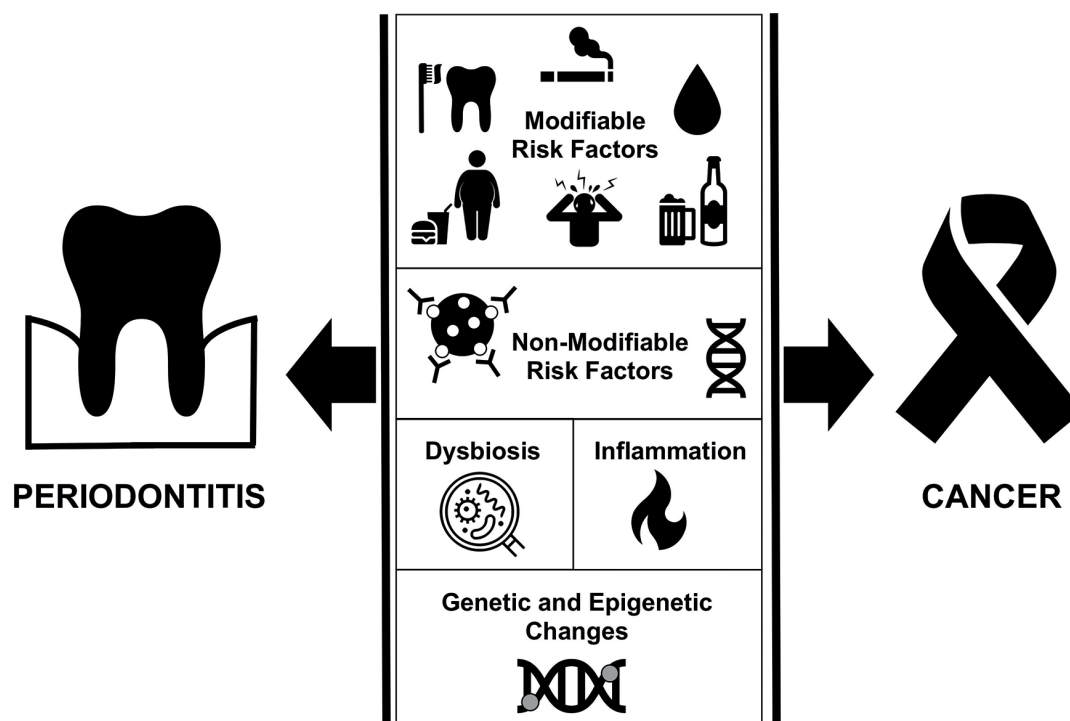 Modifiable
Risk Factors
Non-Modifiable
Risk Factors
Dysbiosis
Inflammation
Genetic and Epigenetic
Changes
PERIODONTITIS
CANCER